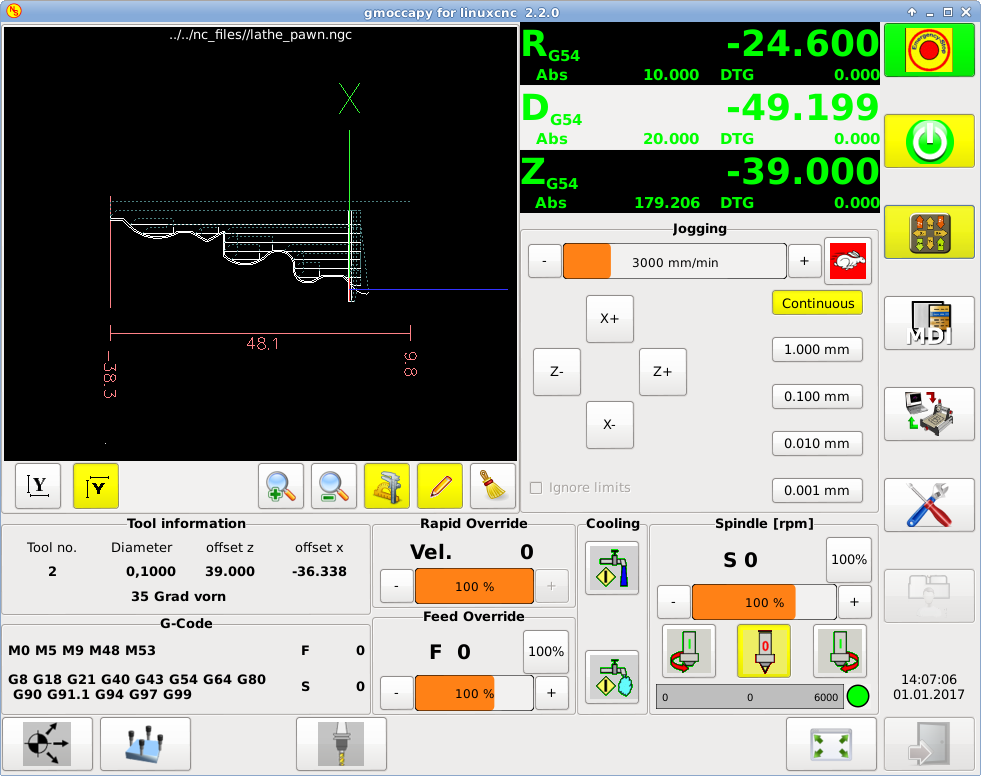 gmoccapy for linuxcnc 2.2.0
../../nc_files//lathe_pawn.ngc
X
48.1
-38.3
9.8
R G54 -24.600
Abs 10.000 DTG 0.000
D G54 -49.199
Abs 20.000 DTG 0.000
Z G54 -39.000
Abs 179.206 DTG 0.000
Emergency-Stop
Jogging
- 3000 mm/min +
Continuous
X+
1.000 mm
Z- Z+
0.100 mm
X-
0.010 mm
Ignore limits
0.001 mm
MDI
Y Y
Tool information
Tool no. Diameter offset z offset x
2 0,1000 39.000 -36.338
35 Grad vorn
G-Code
M0 M5 M9 M48 M53 F 0
G8 G18 G21 G40 G43 G54 G64 G80
G90 G91.1 G94 G97 G99 S 0
Rapid Override
Vel. 0
- 100 % +
Feed Override
F 0 100%
- 100 % +
Cooling
Spindle [rpm]
S 0 100%
- 100 % +
I 0 I
0 0 6000
14:07:06
01.01.2017